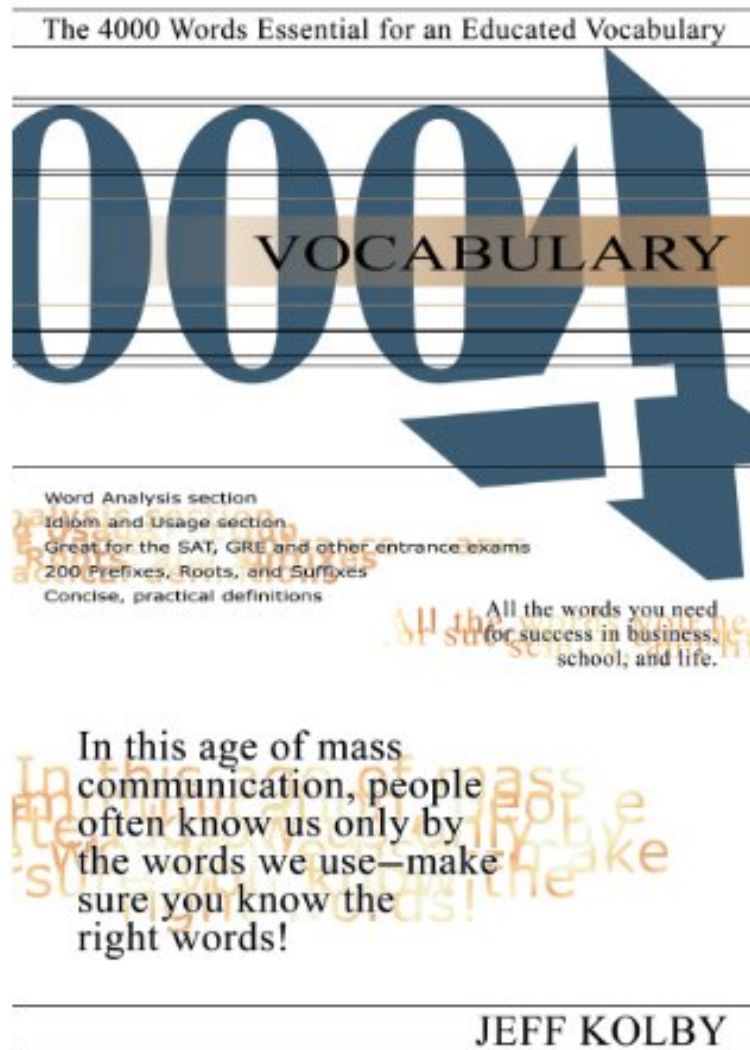 The 4000 Words Essential for an Educated Vocabulary
0004
VOCABULARY
Word Analysis section
Idiom and Usage section
Great for the SAT, GRE and other entrance exams
200 Prefixes, Roots, and Suffixes
Concise, practical definitions
All the words you need
for success in business,
school, and life.
In this age of mass
communication, people
often know us only by
the words we use—make
sure you know the
right words!
JEFF KOLBY